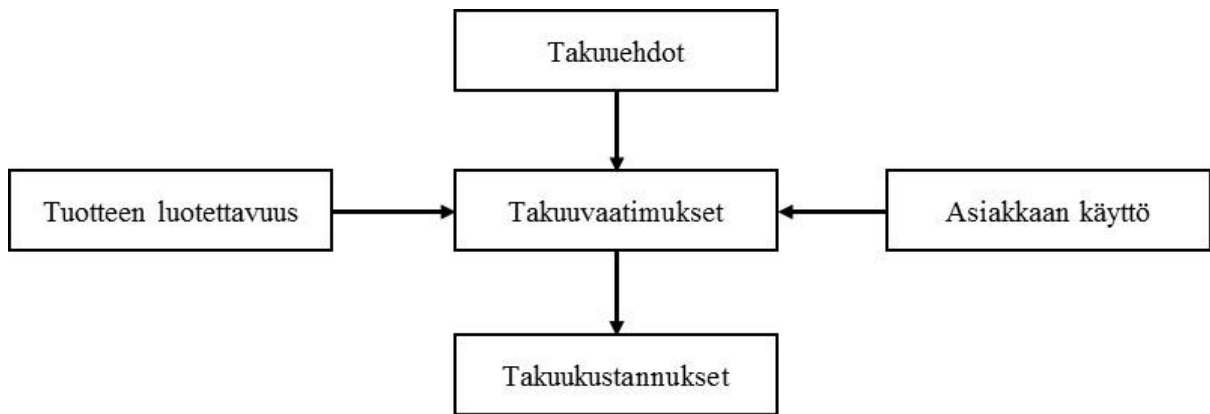 Takuuehdot
Tuotteen luotettavuus
Takuuvaatimukset
Asiakkaan käyttö
Takuukustannukset